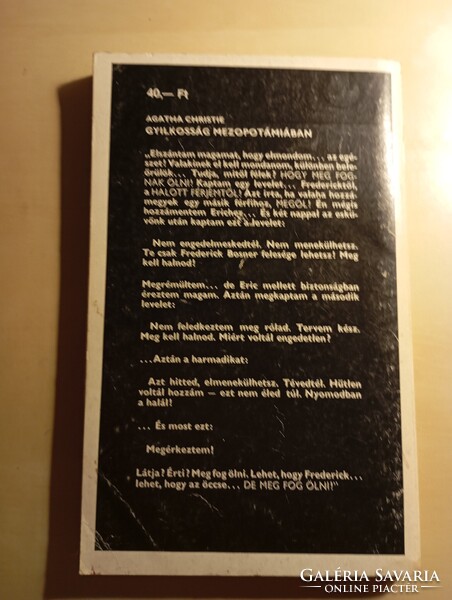 40,— Ft
AGATHA CHRISTIE
GYILKOSSÁG MEZOPOTÁMIÁBAN
„Elszántam magamat, hogy elmondom... az egé-
szet! Valakinek el kell mondanom, különben bele-
őrülök... Tudja, mitől félek? HOGY MEG FOG-
NAK ÖLNI! Kaptam egy levelet... Fredericktől,
a HALOTT FÉRJEMTŐL! Azt írta, ha valaha hozzá-
megyek egy másik férfihoz, MEGÖL! Én mégis
hozzámentem Erichez... És két nappal az eskü-
vőnk után kaptam ezt a levelet:
Nem engedelmeskedtél. Nem menekülhetsz.
Te csak Frederick Bosner felesége lehetsz! Meg
kell halnod!
Megrémültem... de Eric mellett biztonságban
éreztem magam. Aztán megkaptam a második
levelet:
Nem feledkeztem meg rólad. Tervem kész.
Meg kell halnod. Miért voltál engedetlen?
...Aztán a harmadikat:
Azt hitted, elmenekülhetsz. Tévedtél. Hűtlen
voltál hozzám — ezt nem éled túl. Nyomodban
a halál!
... És most ezt:
Megérkeztem!
Látja? Érti? Meg fog ölni. Lehet, hogy Frederick...
lehet, hogy az öccse... DE MEG FOG ÖLNI!"
GALÉRIA SAVARIA
ONLINE PIACTÉR